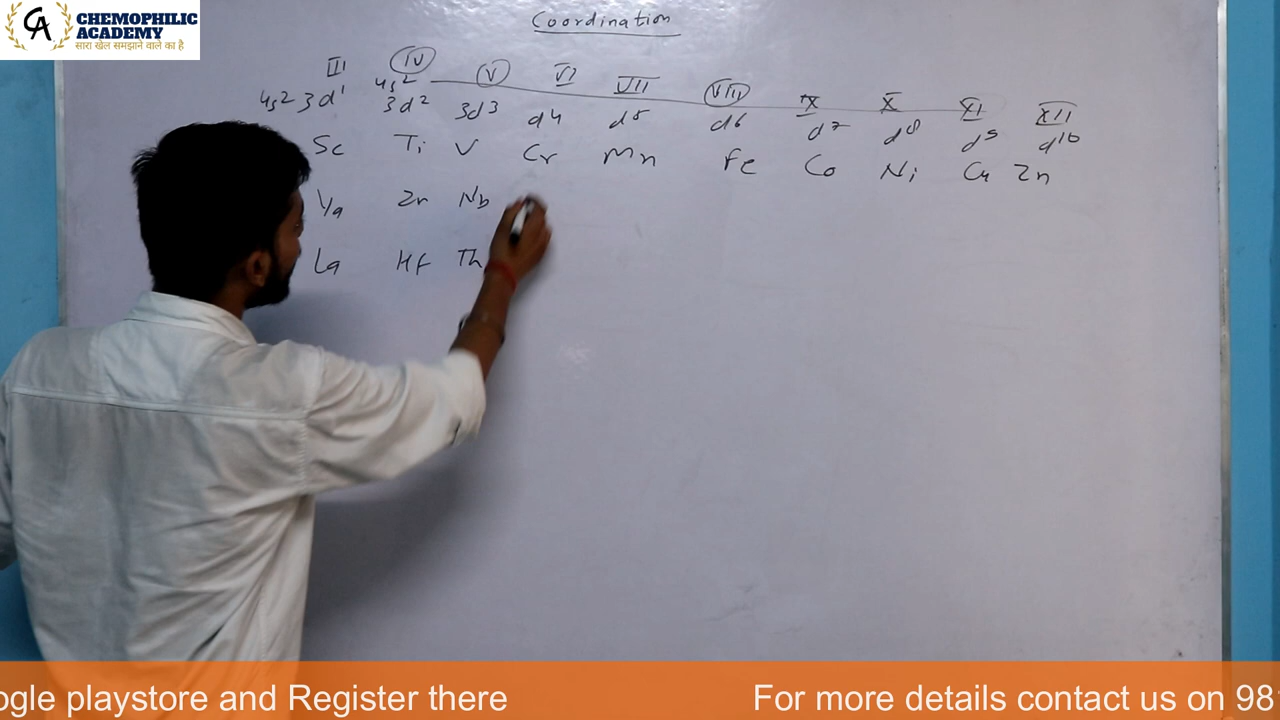 CA
CHEMOPHILIC
ACADEMY
सारा खेल समझाने वाले का है
Coordination
III IV V VI VII VIII IX X XI XII
4s2 3d1 4s2 3d2 3d3 d4 d5 d6 d7 d8 d9 d10
Sc Ti V Cr Mn Fe Co Ni Cu Zn
Ya Zr Nb
La Hf Th
ogle playstore and Register there For more details contact us on 981